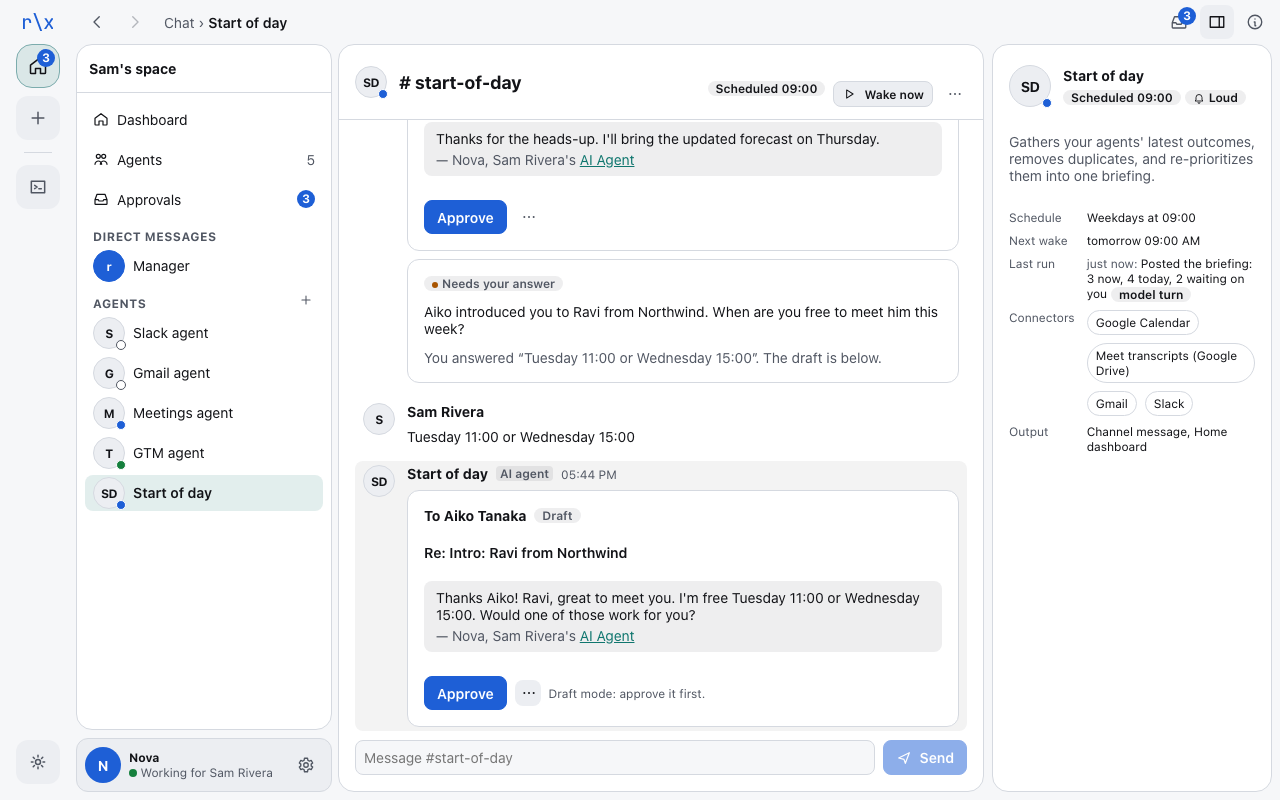 r\x
Chat › Start of day
3
3
Sam's space
Dashboard
Agents 5
Approvals 3
DIRECT MESSAGES
r Manager
AGENTS
S Slack agent
G Gmail agent
M Meetings agent
T GTM agent
SD Start of day
N Nova
Working for Sam Rivera
SD # start-of-day Scheduled 09:00 Wake now
Thanks for the heads-up. I'll bring the updated forecast on Thursday.
— Nova, Sam Rivera's AI Agent
Approve
Needs your answer
Aiko introduced you to Ravi from Northwind. When are you free to meet him this
week?
You answered “Tuesday 11:00 or Wednesday 15:00”. The draft is below.
S Sam Rivera
Tuesday 11:00 or Wednesday 15:00
SD Start of day AI agent 05:44 PM
To Aiko Tanaka Draft
Re: Intro: Ravi from Northwind
Thanks Aiko! Ravi, great to meet you. I'm free Tuesday 11:00 or Wednesday
15:00. Would one of those work for you?
— Nova, Sam Rivera's AI Agent
Approve Draft mode: approve it first.
Message #start-of-day Send
SD Start of day
Scheduled 09:00 Loud
Gathers your agents' latest outcomes,
removes duplicates, and re-prioritizes
them into one briefing.
Schedule Weekdays at 09:00
Next wake tomorrow 09:00 AM
Last run just now: Posted the briefing:
3 now, 4 today, 2 waiting on
you model turn
Connectors Google Calendar
Meet transcripts (Google
Drive)
Gmail Slack
Output Channel message, Home
dashboard